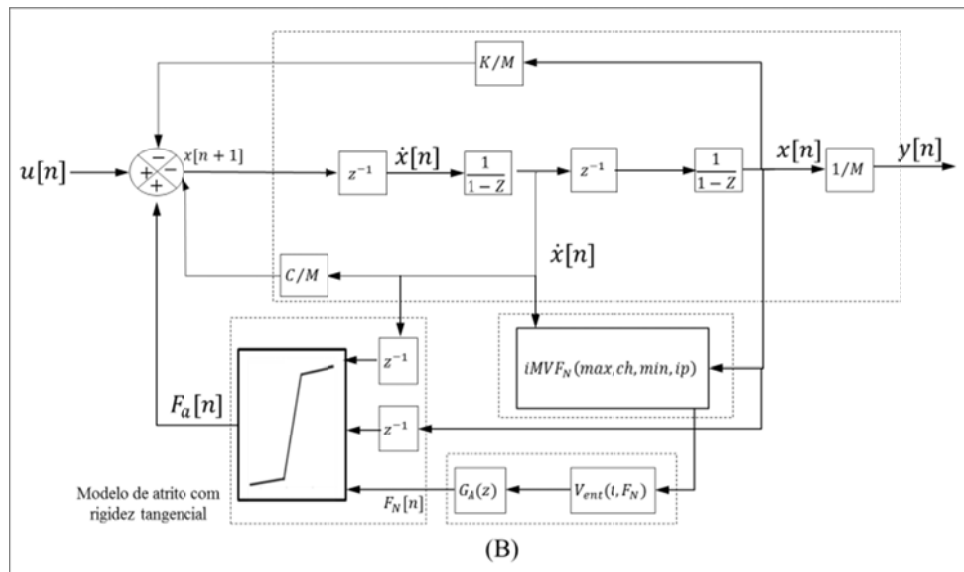 K/M
x[n+1]
u[n]
z⁻¹
ẋ[n]
1/(1 − Z)
z⁻¹
1/(1 − Z)
x[n]
1/M
y[n]
− + − +
ẋ[n]
C/M
z⁻¹
iMVF_N(max,ch,min,ip)
F_a[n]
z⁻¹
F_N[n]
G_A(z)
V_ent(ι,F_N)
Modelo de atrito com
rigidez tangencial
(B)